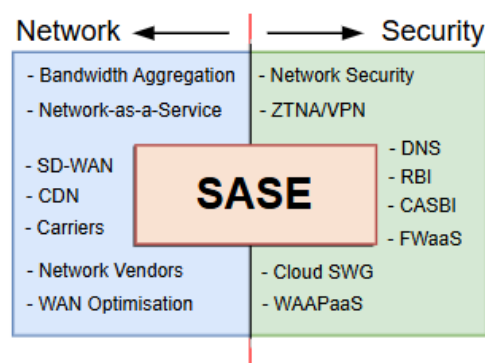 Network
Security
- Bandwidth Aggregation
- Network-as-a-Service
- SD-WAN
- CDN
- Carriers
- Network Vendors
- WAN Optimisation
SASE
- Network Security
- ZTNA/VPN
- DNS
- RBI
- CASBI
- FWaaS
- Cloud SWG
- WAAPaaS